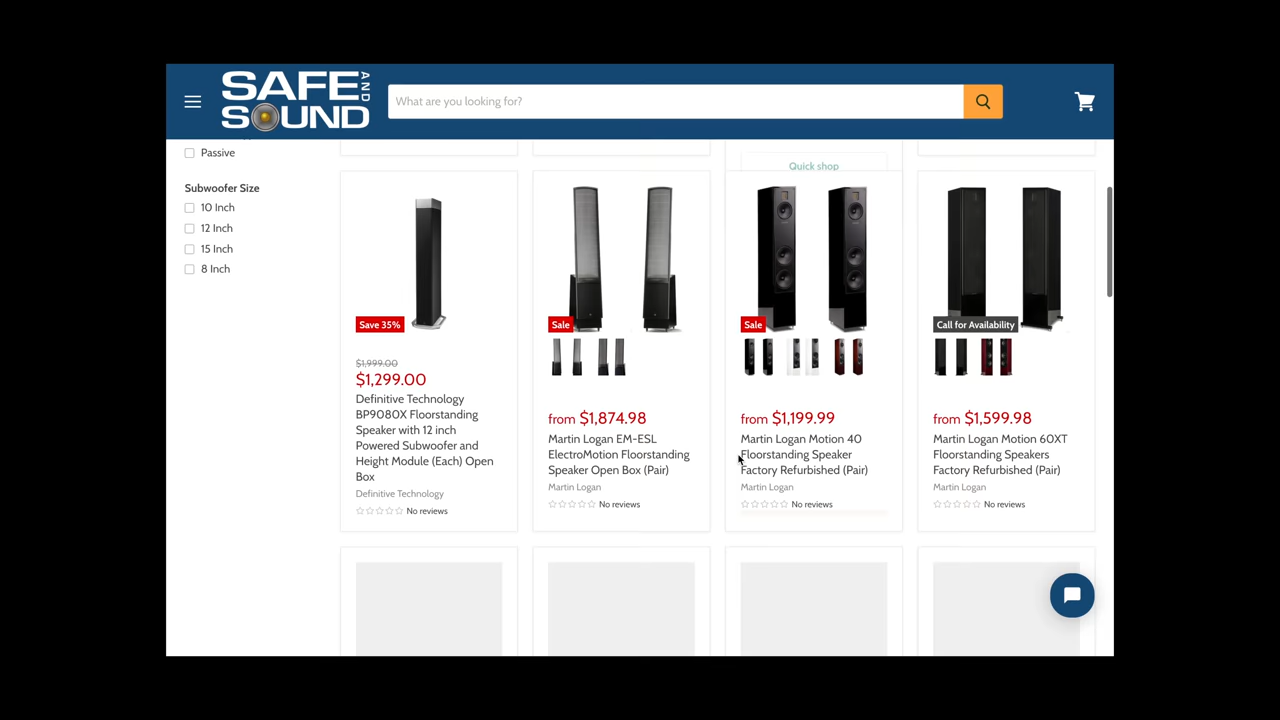 SAFE AND
SOUND
What are you looking for?
Passive
Subwoofer Size
10 Inch
12 Inch
15 Inch
8 Inch
Quick shop
Save 35%
$1,999.00
$1,299.00
Definitive Technology
BP9080X Floorstanding
Speaker with 12 inch
Powered Subwoofer and
Height Module (Each) Open
Box
Definitive Technology
No reviews
Sale
from $1,874.98
Martin Logan EM-ESL
ElectroMotion Floorstanding
Speaker Open Box (Pair)
Martin Logan
No reviews
Sale
from $1,199.99
Martin Logan Motion 40
Floorstanding Speaker
Factory Refurbished (Pair)
Martin Logan
No reviews
Call for Availability
from $1,599.98
Martin Logan Motion 60XT
Floorstanding Speakers
Factory Refurbished (Pair)
Martin Logan
No reviews